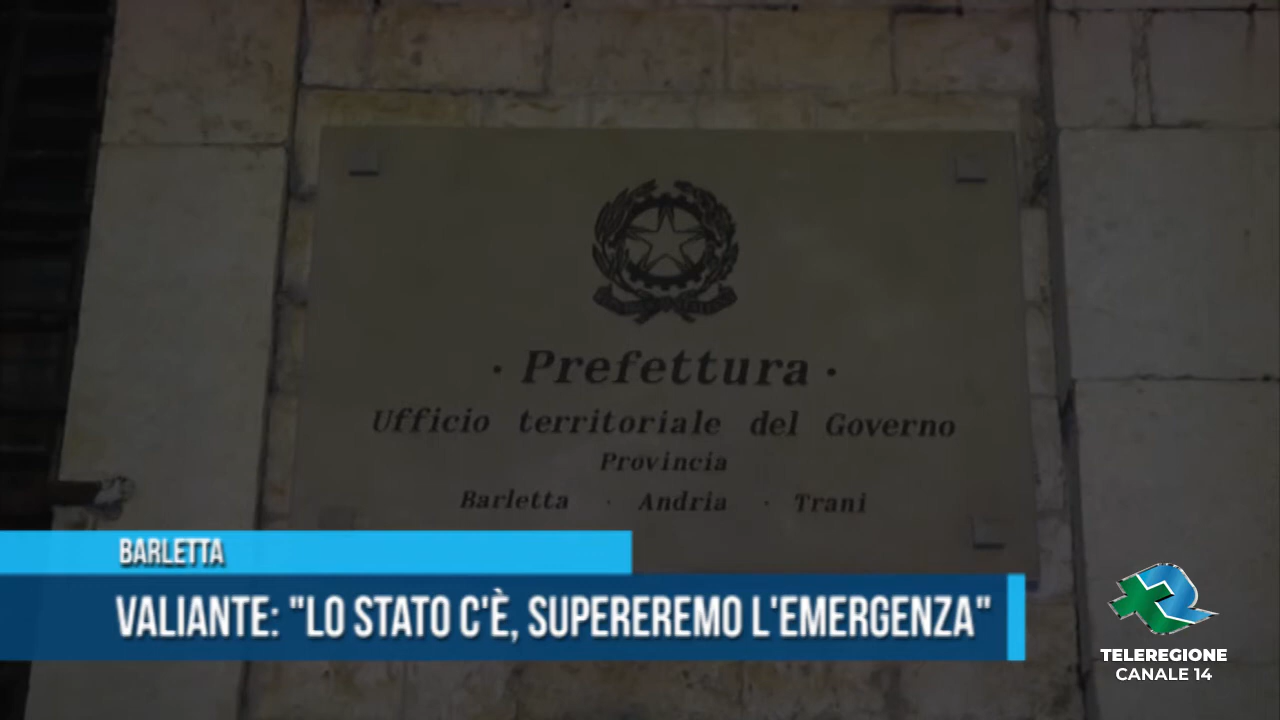 · Prefettura ·
Ufficio territoriale del Governo
Provincia
Barletta · Andria · Trani
BARLETTA
VALIANTE: "LO STATO C'È, SUPEREREMO L'EMERGENZA"
TELEREGIONE
CANALE 14